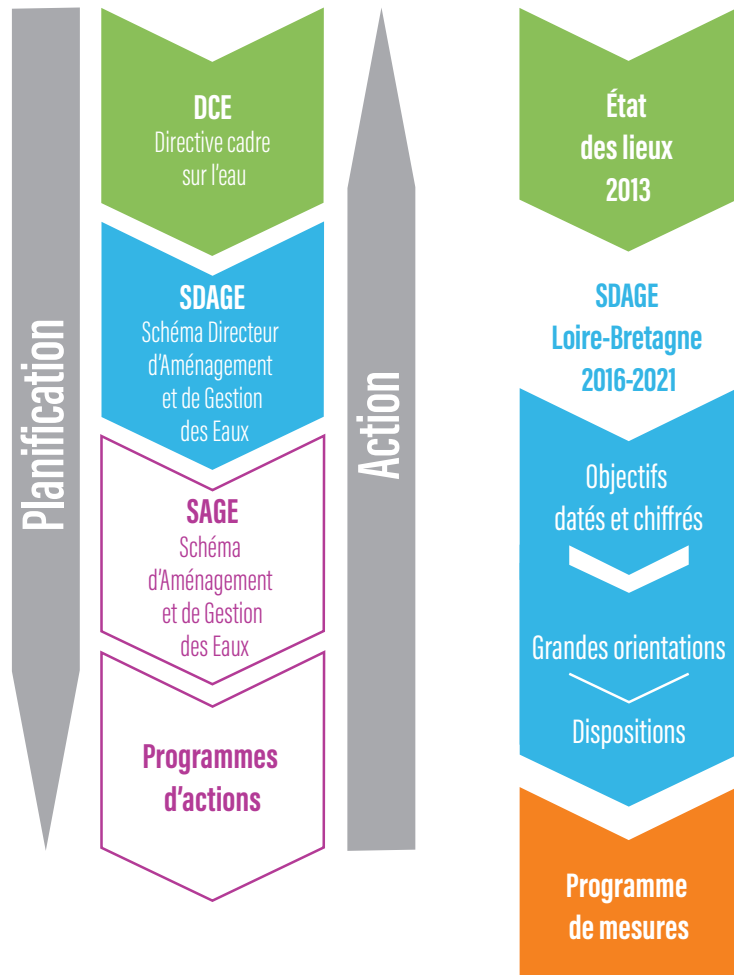 Planification
DCE
Directive cadre
sur l'eau
SDAGE
Schéma Directeur
d'Aménagement
et de Gestion
des Eaux
SAGE
Schéma
d'Aménagement
et de Gestion
des Eaux
Programmes
d'actions
Action
État
des lieux
2013
SDAGE
Loire-Bretagne
2016-2021
Objectifs
datés et chiffrés
Grandes orientations
Dispositions
Programme
de mesures